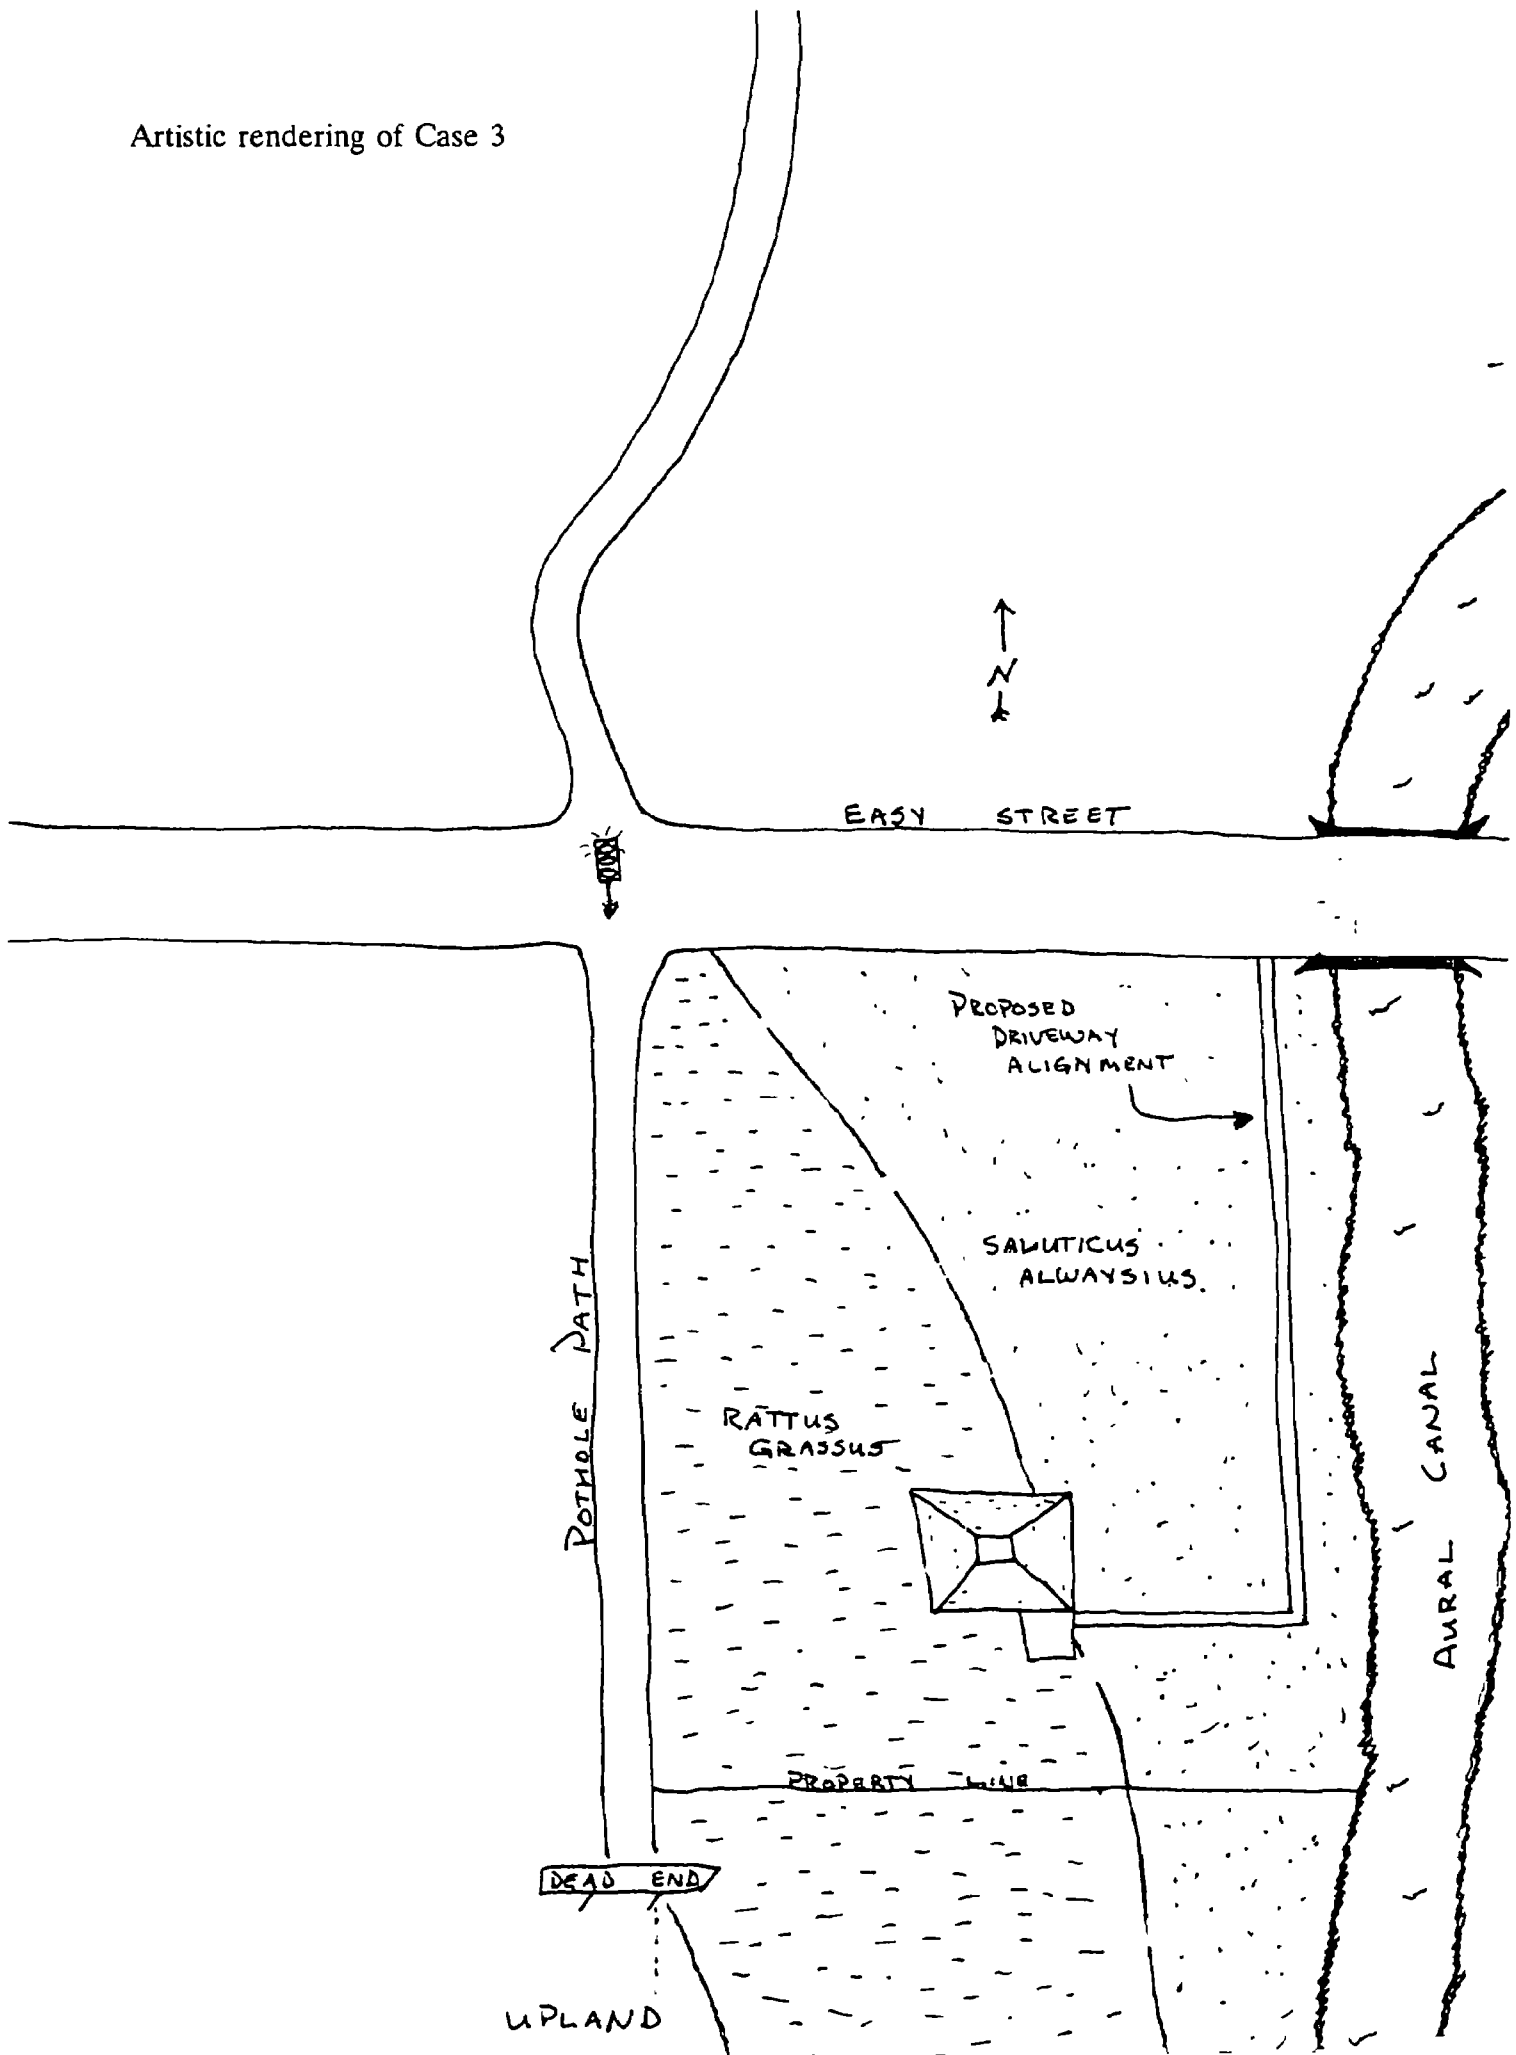 Artistic rendering of Case 3
N
EASY STREET
PROPOSED
DRIVEWAY
ALIGNMENT
SALUTICUS
ALWAYSIUS
POTHOLE PATH
RATTUS
GRASSUS
AURAL CANAL
PROPERTY LINE
DEAD END
UPLAND